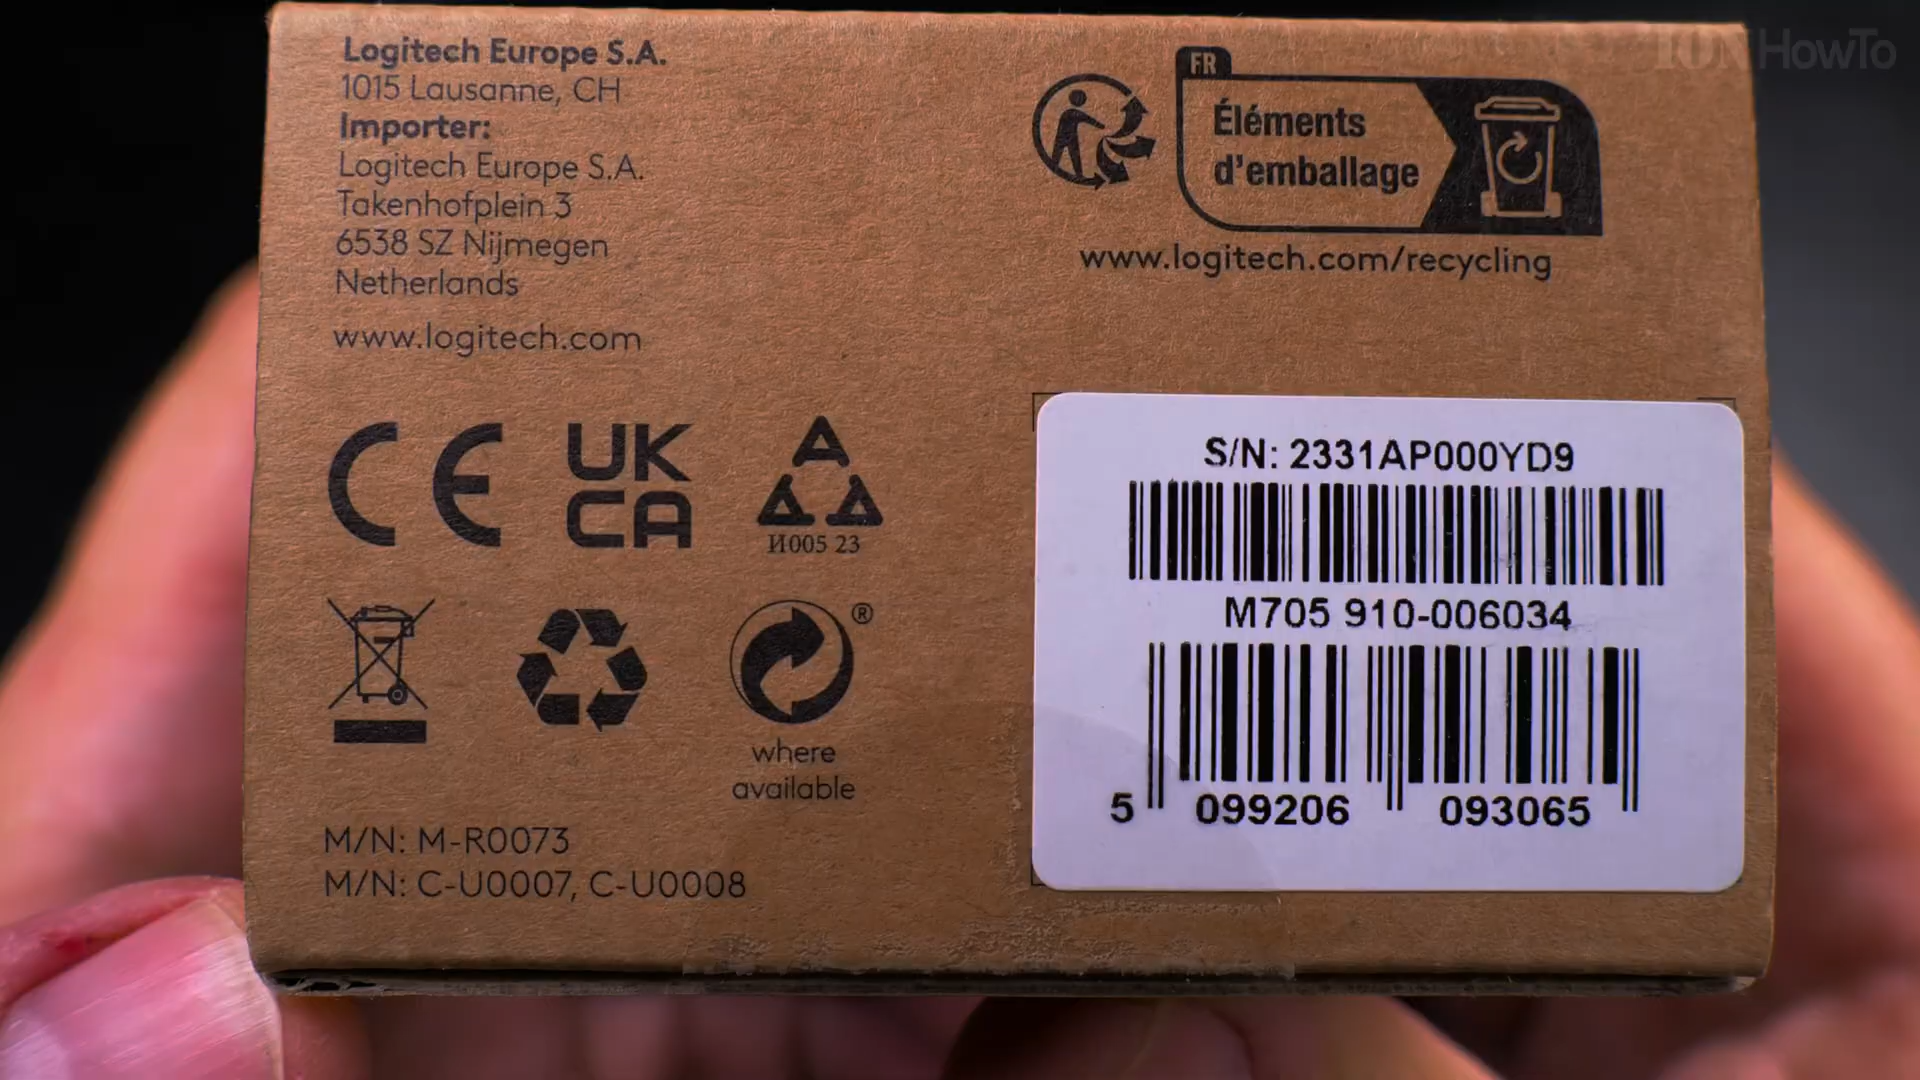 Logitech Europe S.A.
1015 Lausanne, CH
Importer:
Logitech Europe S.A.
Takenhofplein 3
6538 SZ Nijmegen
Netherlands
www.logitech.com
FR
Éléments
d'emballage
www.logitech.com/recycling
CE
UK
CA
И005 23
®
where
available
M/N: M-R0073
M/N: C-U0007, C-U0008
S/N: 2331AP000YD9
M705 910-006034
5 099206 093065
ION HowTo